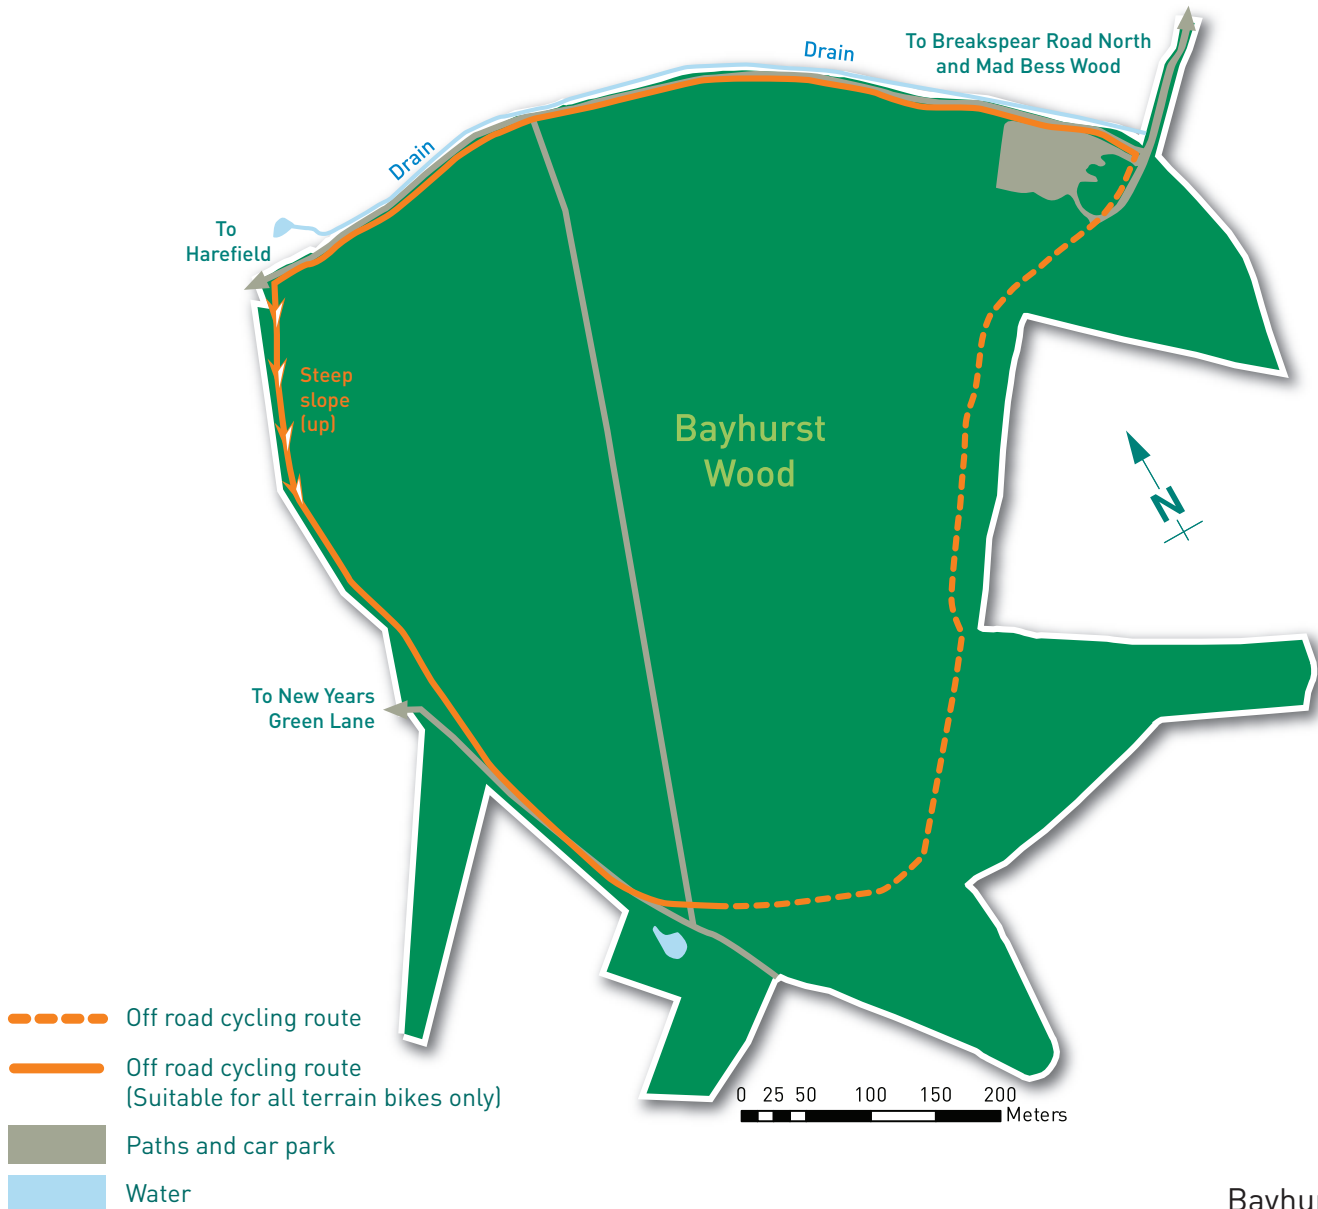 Drain
To Breakspear Road North
and Mad Bess Wood
Drain
To
Harefield
Steep
slope
(up)
Bayhurst
Wood
N
To New Years
Green Lane
Off road cycling route
Off road cycling route
(Suitable for all terrain bikes only)
Paths and car park
Water
0 25 50 100 150 200
Meters